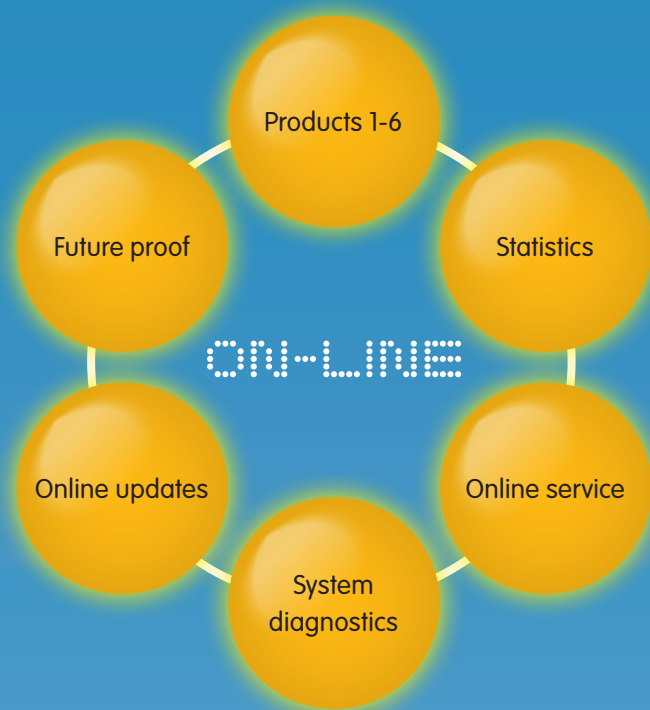 Products 1-6
Future proof
Statistics
ON-LINE
Online updates
Online service
System
diagnostics